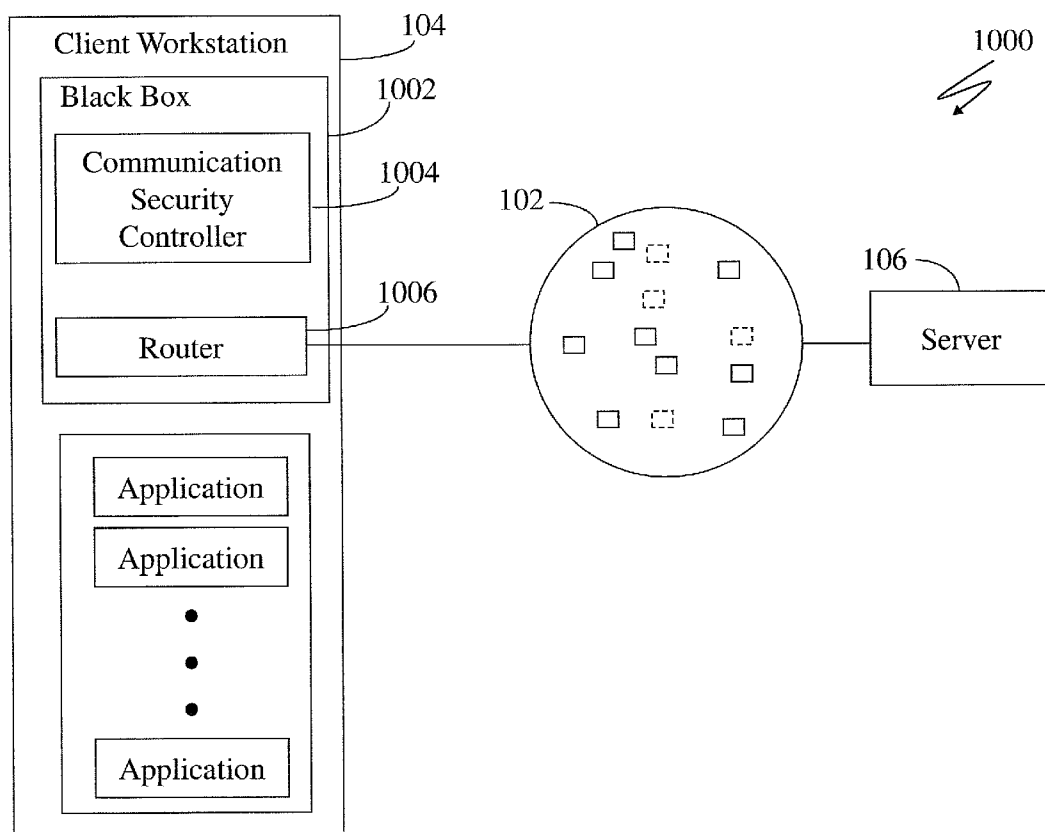 Client Workstation
104
1000
Black Box
1002
Communication
Security
Controller
1004
102
106
1006
Router
Server
Application
Application
Application